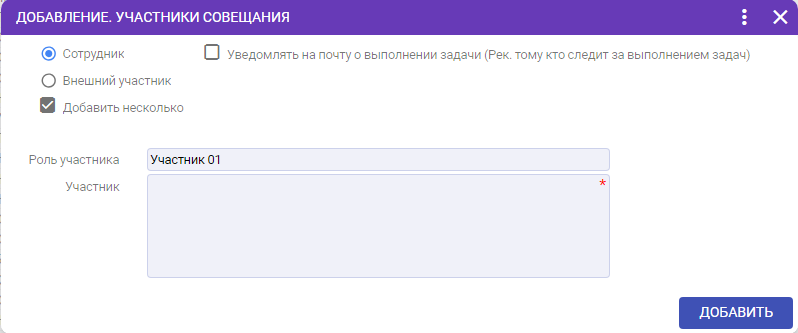 ДОБАВЛЕНИЕ. УЧАСТНИКИ СОВЕЩАНИЯ
Сотрудник
Уведомлять на почту о выполнении задачи (Рек. тому кто следит за выполнением задач)
Внешний участник
Добавить несколько
Роль участника
Участник 01
Участник
*
ДОБАВИТЬ